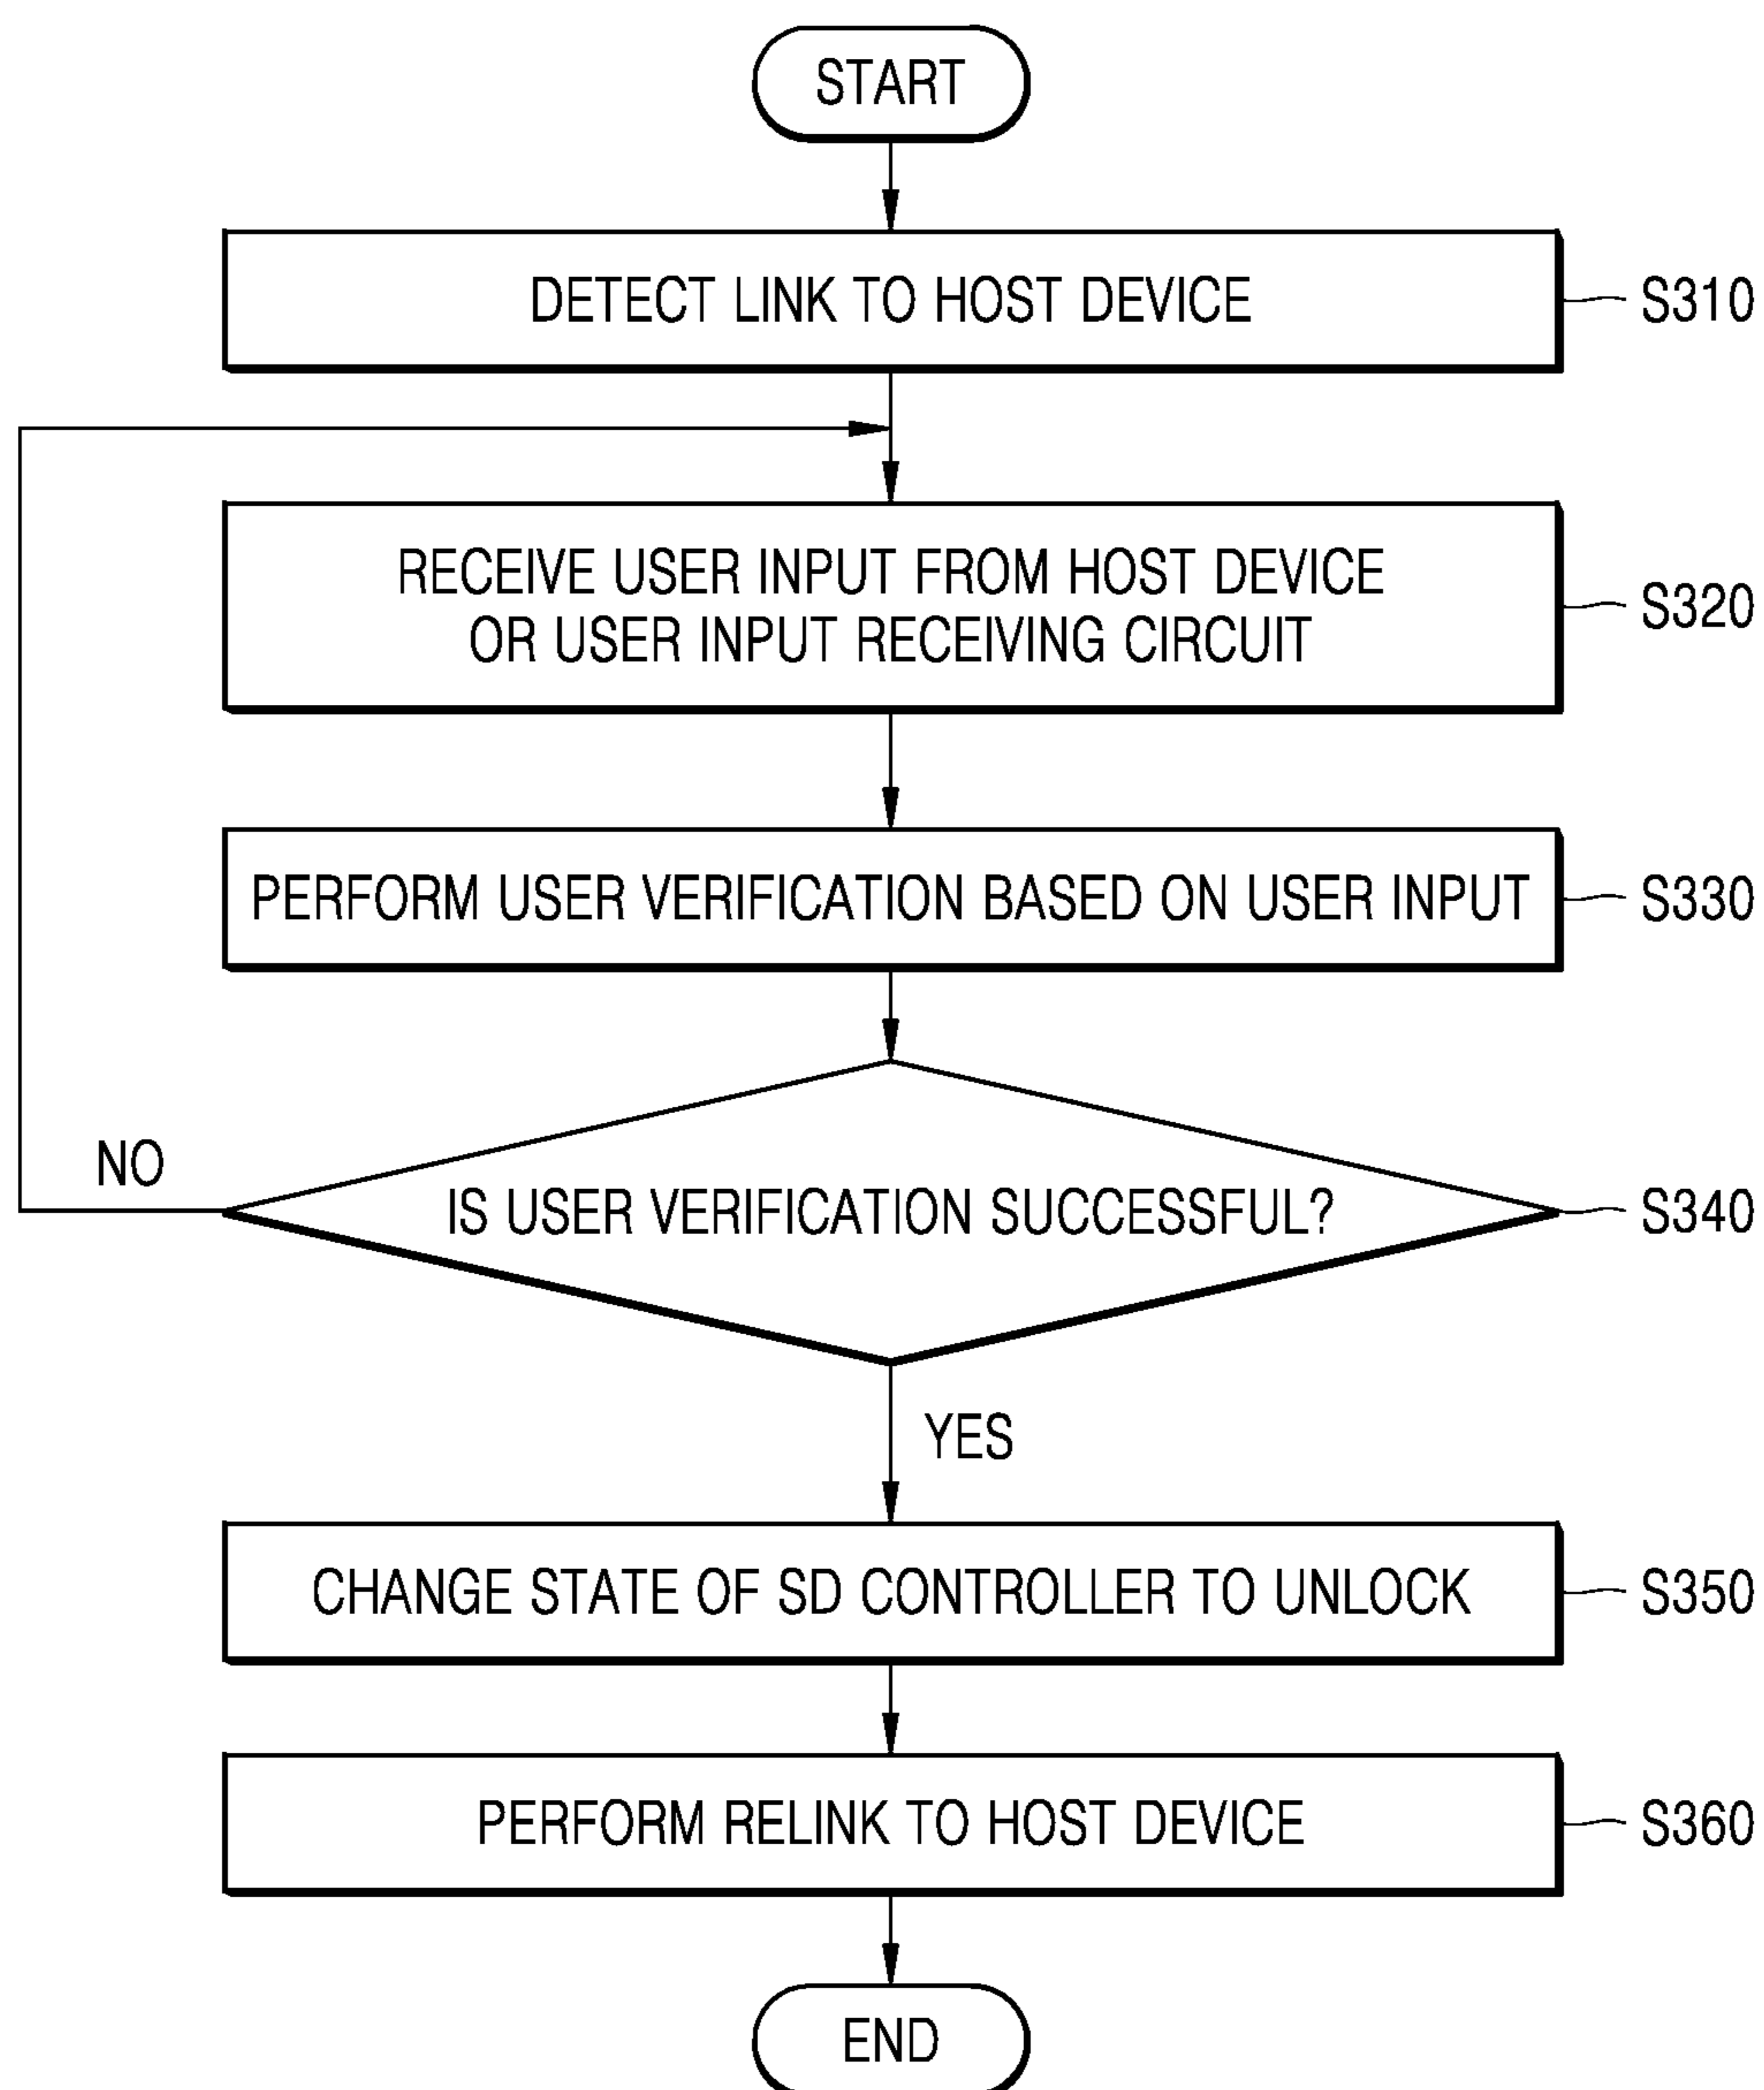 START
DETECT LINK TO HOST DEVICE
S310
RECEIVE USER INPUT FROM HOST DEVICE
OR USER INPUT RECEIVING CIRCUIT
S320
PERFORM USER VERIFICATION BASED ON USER INPUT
S330
NO
IS USER VERIFICATION SUCCESSFUL?
S340
YES
CHANGE STATE OF SD CONTROLLER TO UNLOCK
S350
PERFORM RELINK TO HOST DEVICE
S360
END